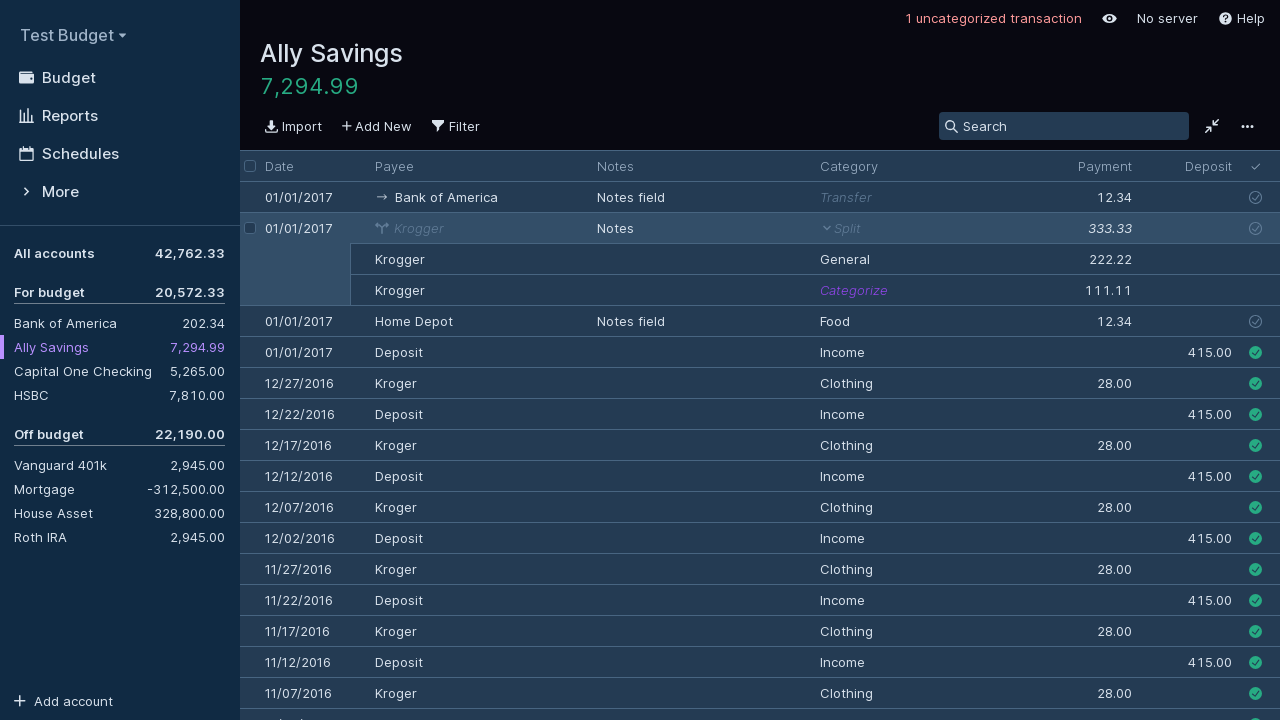 Test Budget
Budget
Reports
Schedules
More
All accounts 42,762.33
For budget 20,572.33
Bank of America 202.34
Ally Savings 7,294.99
Capital One Checking 5,265.00
HSBC 7,810.00
Off budget 22,190.00
Vanguard 401k 2,945.00
Mortgage -312,500.00
House Asset 328,800.00
Roth IRA 2,945.00
Add account
1 uncategorized transaction No server Help
Ally Savings
7,294.99
Import Add New Filter Search
Date Payee Notes Category Payment Deposit
01/01/2017 → Bank of America Notes field Transfer 12.34
01/01/2017 Krogger Notes Split 333.33
Krogger General 222.22
Krogger Categorize 111.11
01/01/2017 Home Depot Notes field Food 12.34
01/01/2017 Deposit Income 415.00
12/27/2016 Kroger Clothing 28.00
12/22/2016 Deposit Income 415.00
12/17/2016 Kroger Clothing 28.00
12/12/2016 Deposit Income 415.00
12/07/2016 Kroger Clothing 28.00
12/02/2016 Deposit Income 415.00
11/27/2016 Kroger Clothing 28.00
11/22/2016 Deposit Income 415.00
11/17/2016 Kroger Clothing 28.00
11/12/2016 Deposit Income 415.00
11/07/2016 Kroger Clothing 28.00